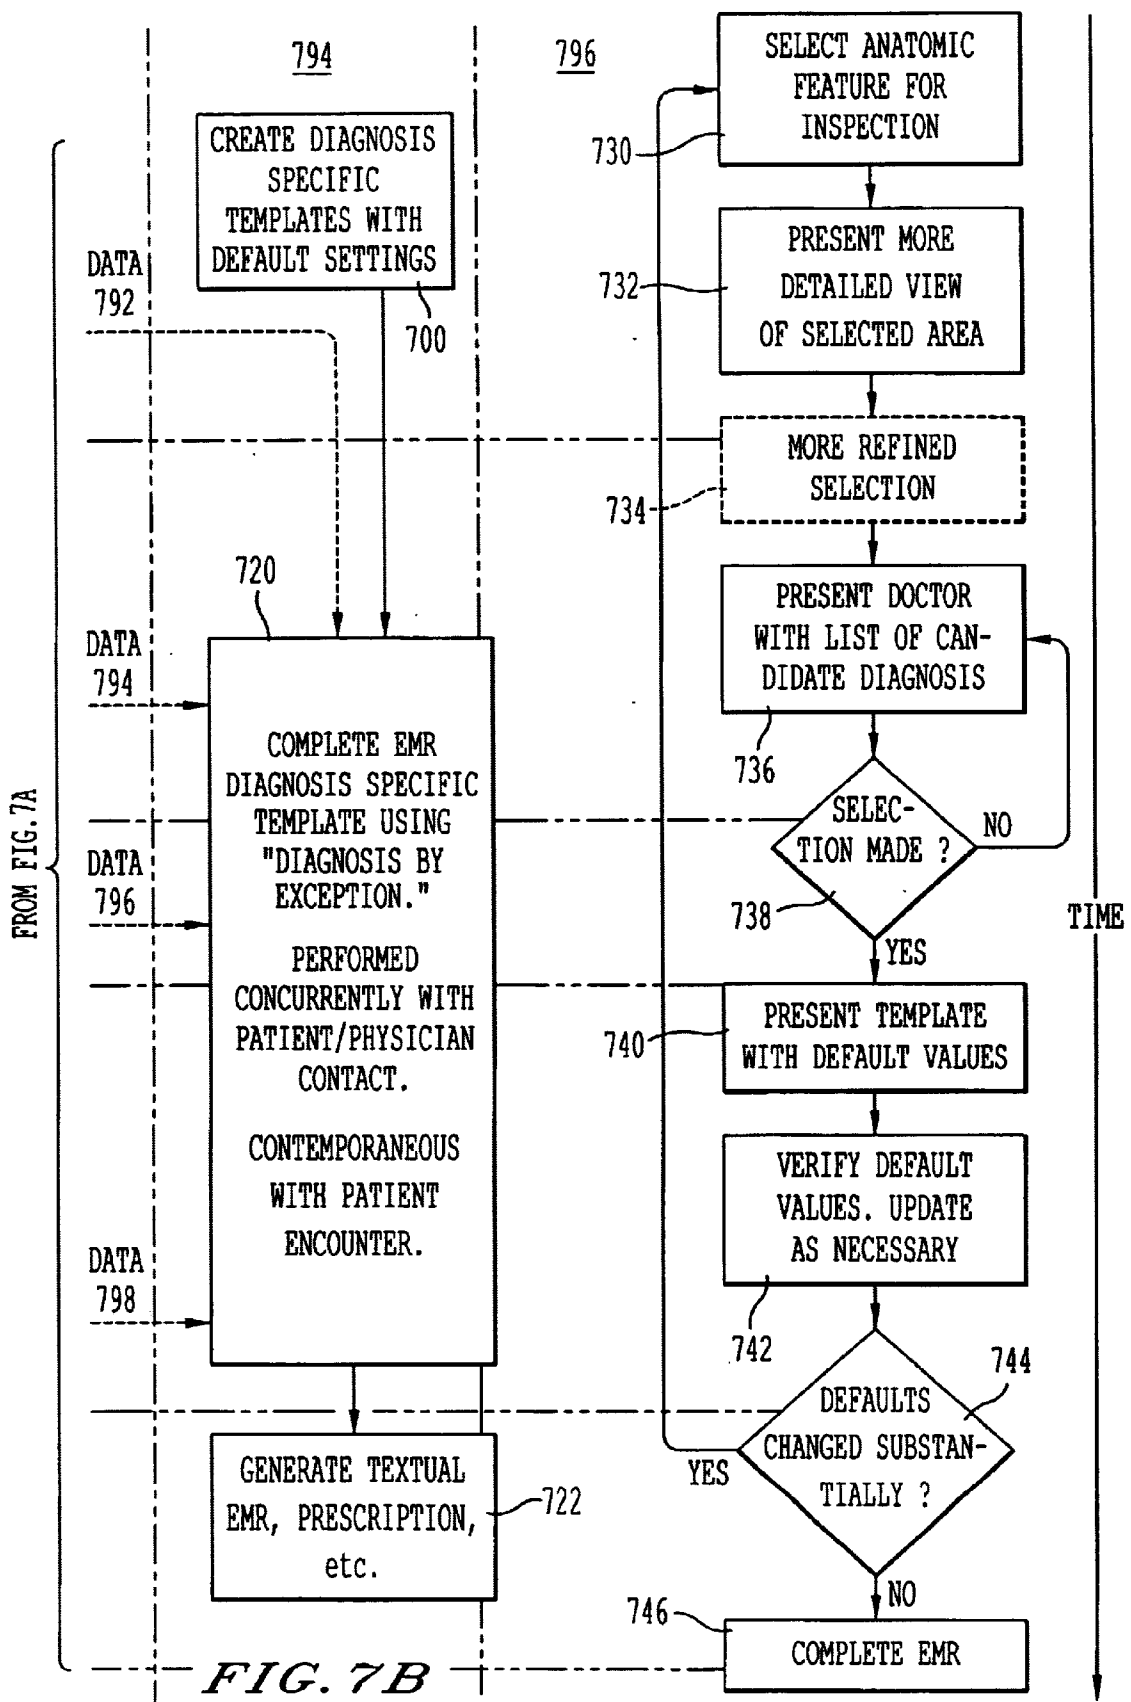 794
796
CREATE DIAGNOSIS
SPECIFIC
TEMPLATES WITH
DEFAULT SETTINGS
700
DATA
792
720
DATA
794
COMPLETE EMR
DIAGNOSIS SPECIFIC
TEMPLATE USING
"DIAGNOSIS BY
EXCEPTION."
PERFORMED
CONCURRENTLY WITH
PATIENT/PHYSICIAN
CONTACT.
CONTEMPORANEOUS
WITH PATIENT
ENCOUNTER.
DATA
796
DATA
798
FROM FIG. 7A
GENERATE TEXTUAL
EMR, PRESCRIPTION,
etc.
722
SELECT ANATOMIC
FEATURE FOR
INSPECTION
730
PRESENT MORE
DETAILED VIEW
OF SELECTED AREA
732
MORE REFINED
SELECTION
734
PRESENT DOCTOR
WITH LIST OF CAN-
DIDATE DIAGNOSIS
736
SELEC-
TION MADE ?
NO
738
YES
TIME
PRESENT TEMPLATE
WITH DEFAULT VALUES
740
VERIFY DEFAULT
VALUES. UPDATE
AS NECESSARY
742
744
DEFAULTS
CHANGED SUBSTAN-
TIALLY ?
YES
NO
746
COMPLETE EMR
FIG. 7B